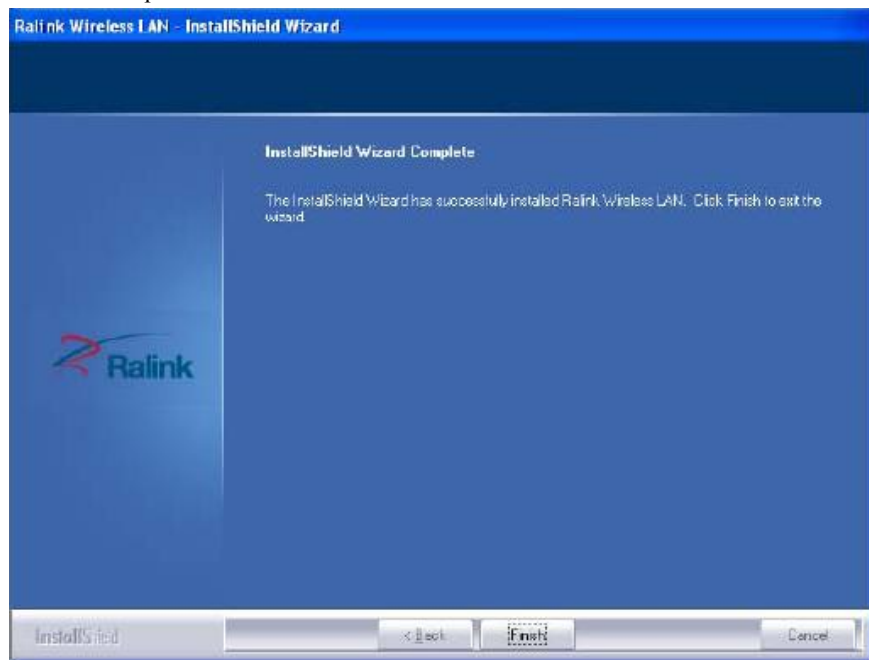 Ralink Wireless LAN - InstallShield Wizard
InstallShield Wizard Complete
The InstallShield Wizard has successfully installed Ralink Wireless LAN. Click Finish to exit the
wizard.
Ralink
InstallShield
< Back
Finish
Cancel